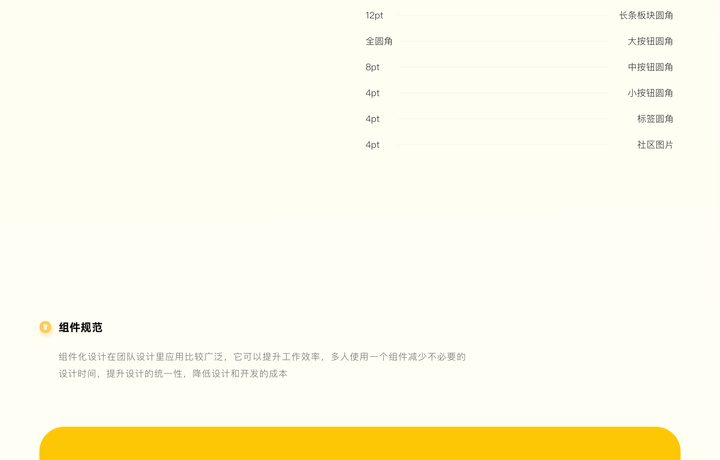 12pt 长条板块圆角
全圆角 大按钮圆角
8pt 中按钮圆角
4pt 小按钮圆角
4pt 标签圆角
4pt 社区图片
组件规范
组件化设计在团队设计里应用比较广泛，它可以提升工作效率，多人使用一个组件减少不必要的
设计时间，提升设计的统一性，降低设计和开发的成本